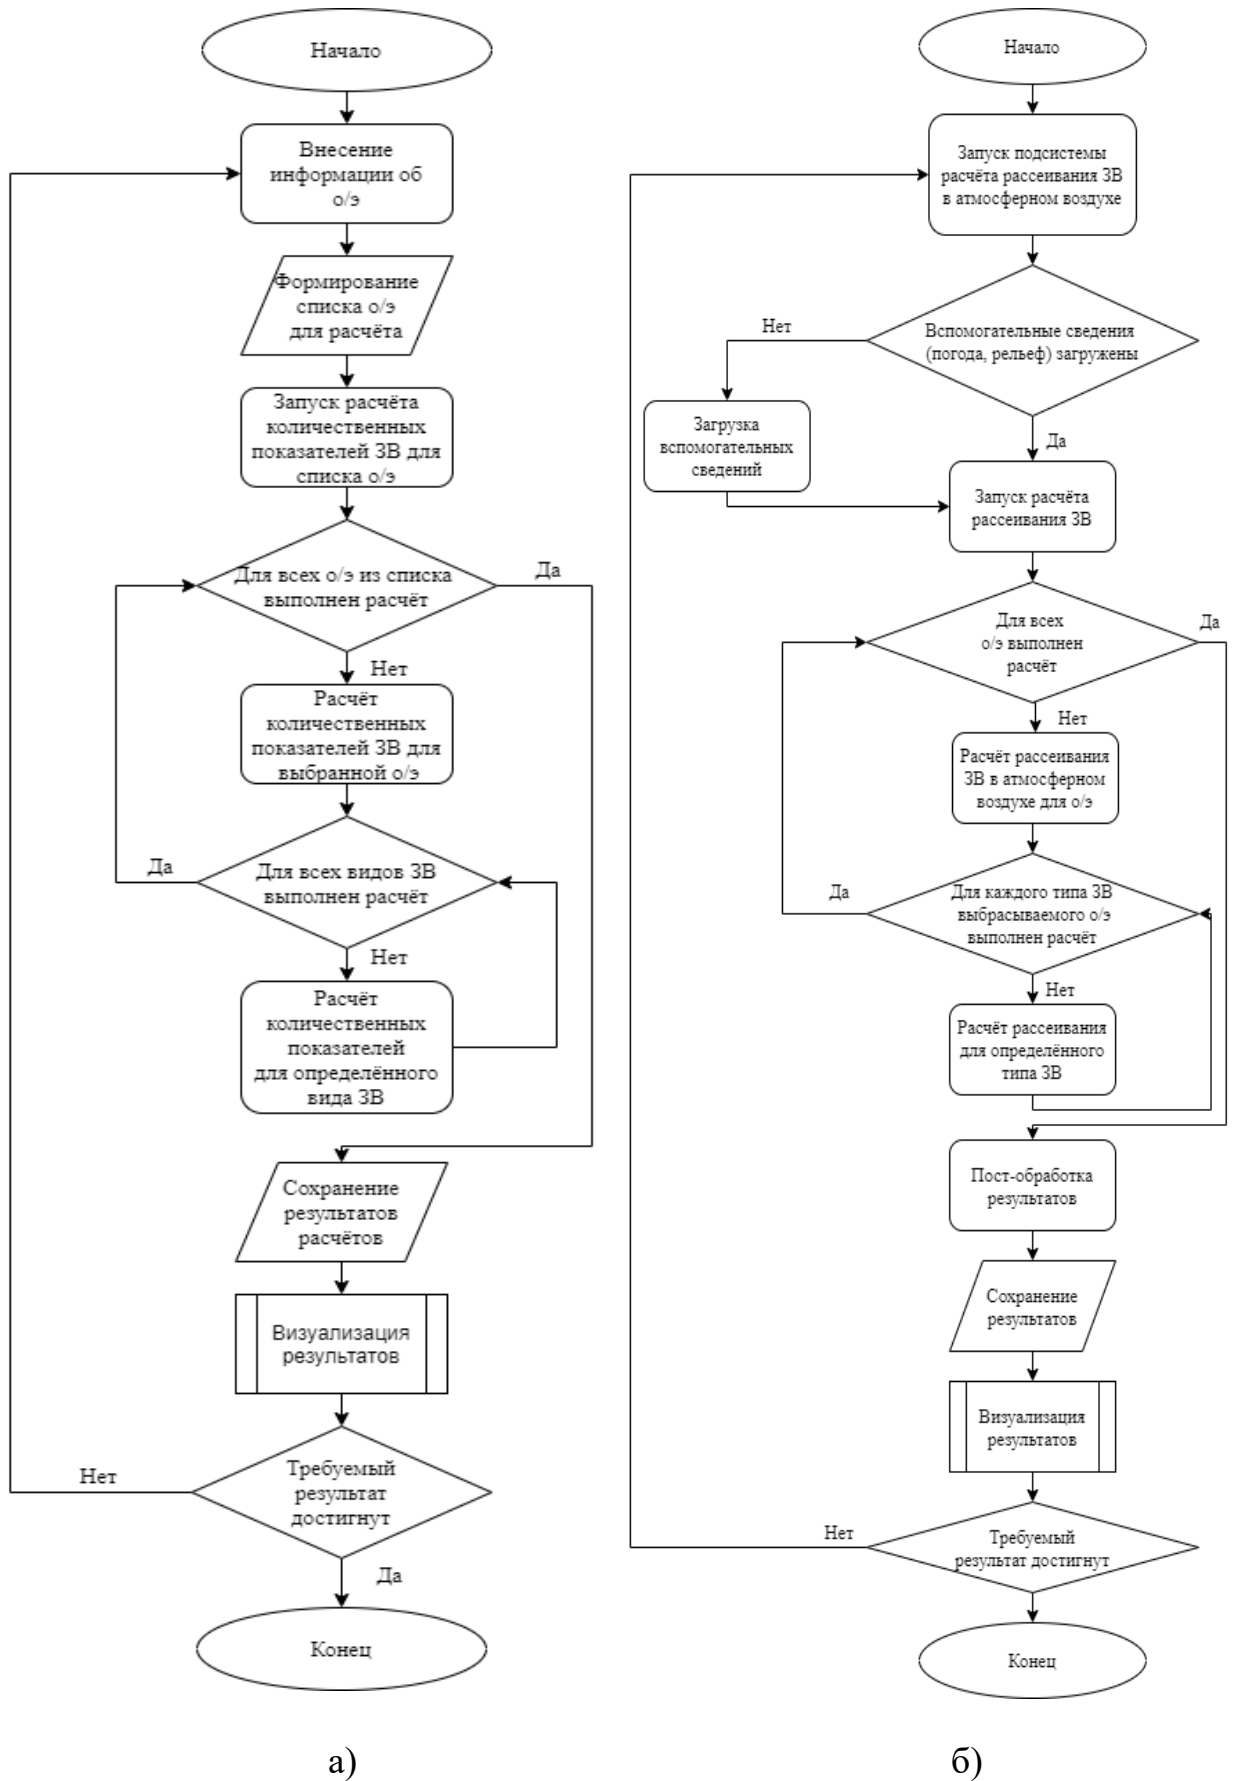 Начало
Внесение
информации об
о/э
Формирование
списка о/э
для расчёта
Запуск расчёта
количественных
показателей ЗВ для
списка о/э
Для всех о/э из списка
выполнен расчёт
Да
Нет
Расчёт
количественных
показателей ЗВ для
выбранной о/э
Для всех видов ЗВ
выполнен расчёт
Да
Нет
Расчёт
количественных
показателей
для определённого
вида ЗВ
Сохранение
результатов
расчётов
Визуализация
результатов
Требуемый
результат
достигнут
Нет
Да
Конец
а)
Начало
Запуск подсистемы
расчёта рассеивания ЗВ
в атмосферном воздухе
Вспомогательные сведения
(погода, рельеф) загружены
Нет
Да
Загрузка
вспомогательных
сведений
Запуск расчёта
рассеивания ЗВ
Для всех
о/э выполнен
расчёт
Да
Нет
Расчёт рассеивания
ЗВ в атмосферном
воздухе для о/э
Для каждого типа ЗВ
выбрасываемого о/э
выполнен расчёт
Да
Нет
Расчёт рассеивания
для определённого
типа ЗВ
Пост-обработка
результатов
Сохранение
результатов
Визуализация
результатов
Требуемый
результат достигнут
Нет
Конец
б)